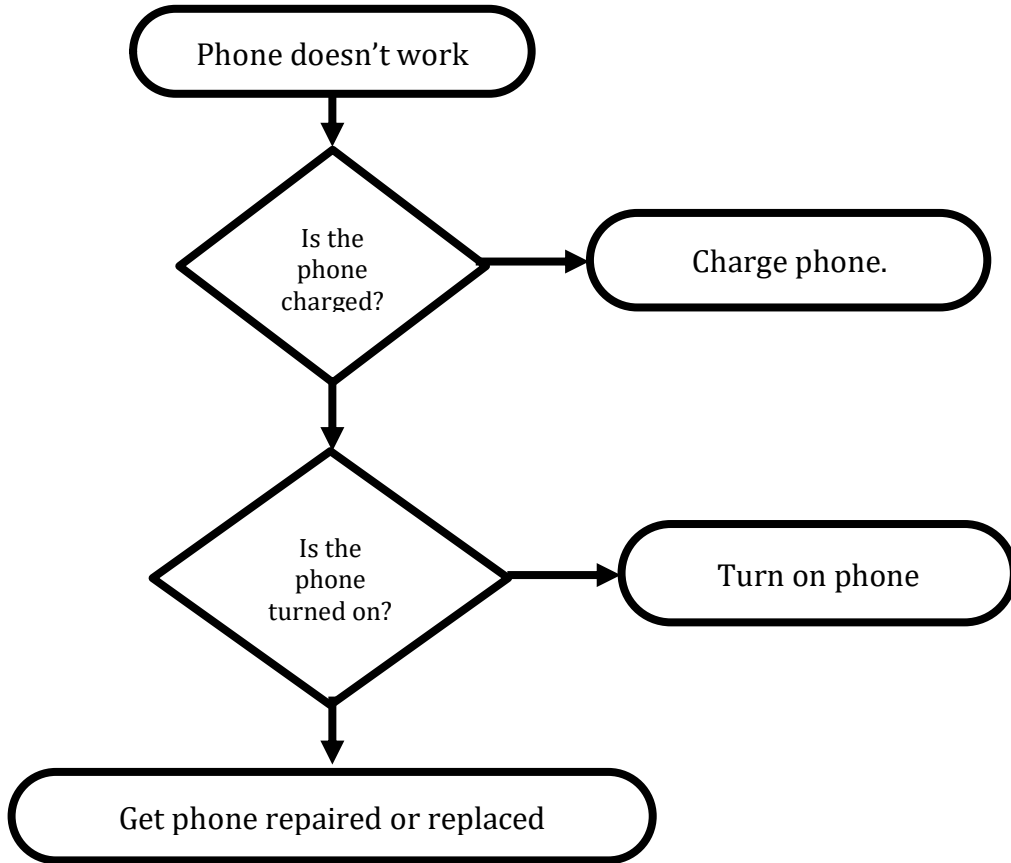 Phone doesn’t work
Is the
phone
charged?
Charge phone.
Is the
phone
turned on?
Turn on phone
Get phone repaired or replaced